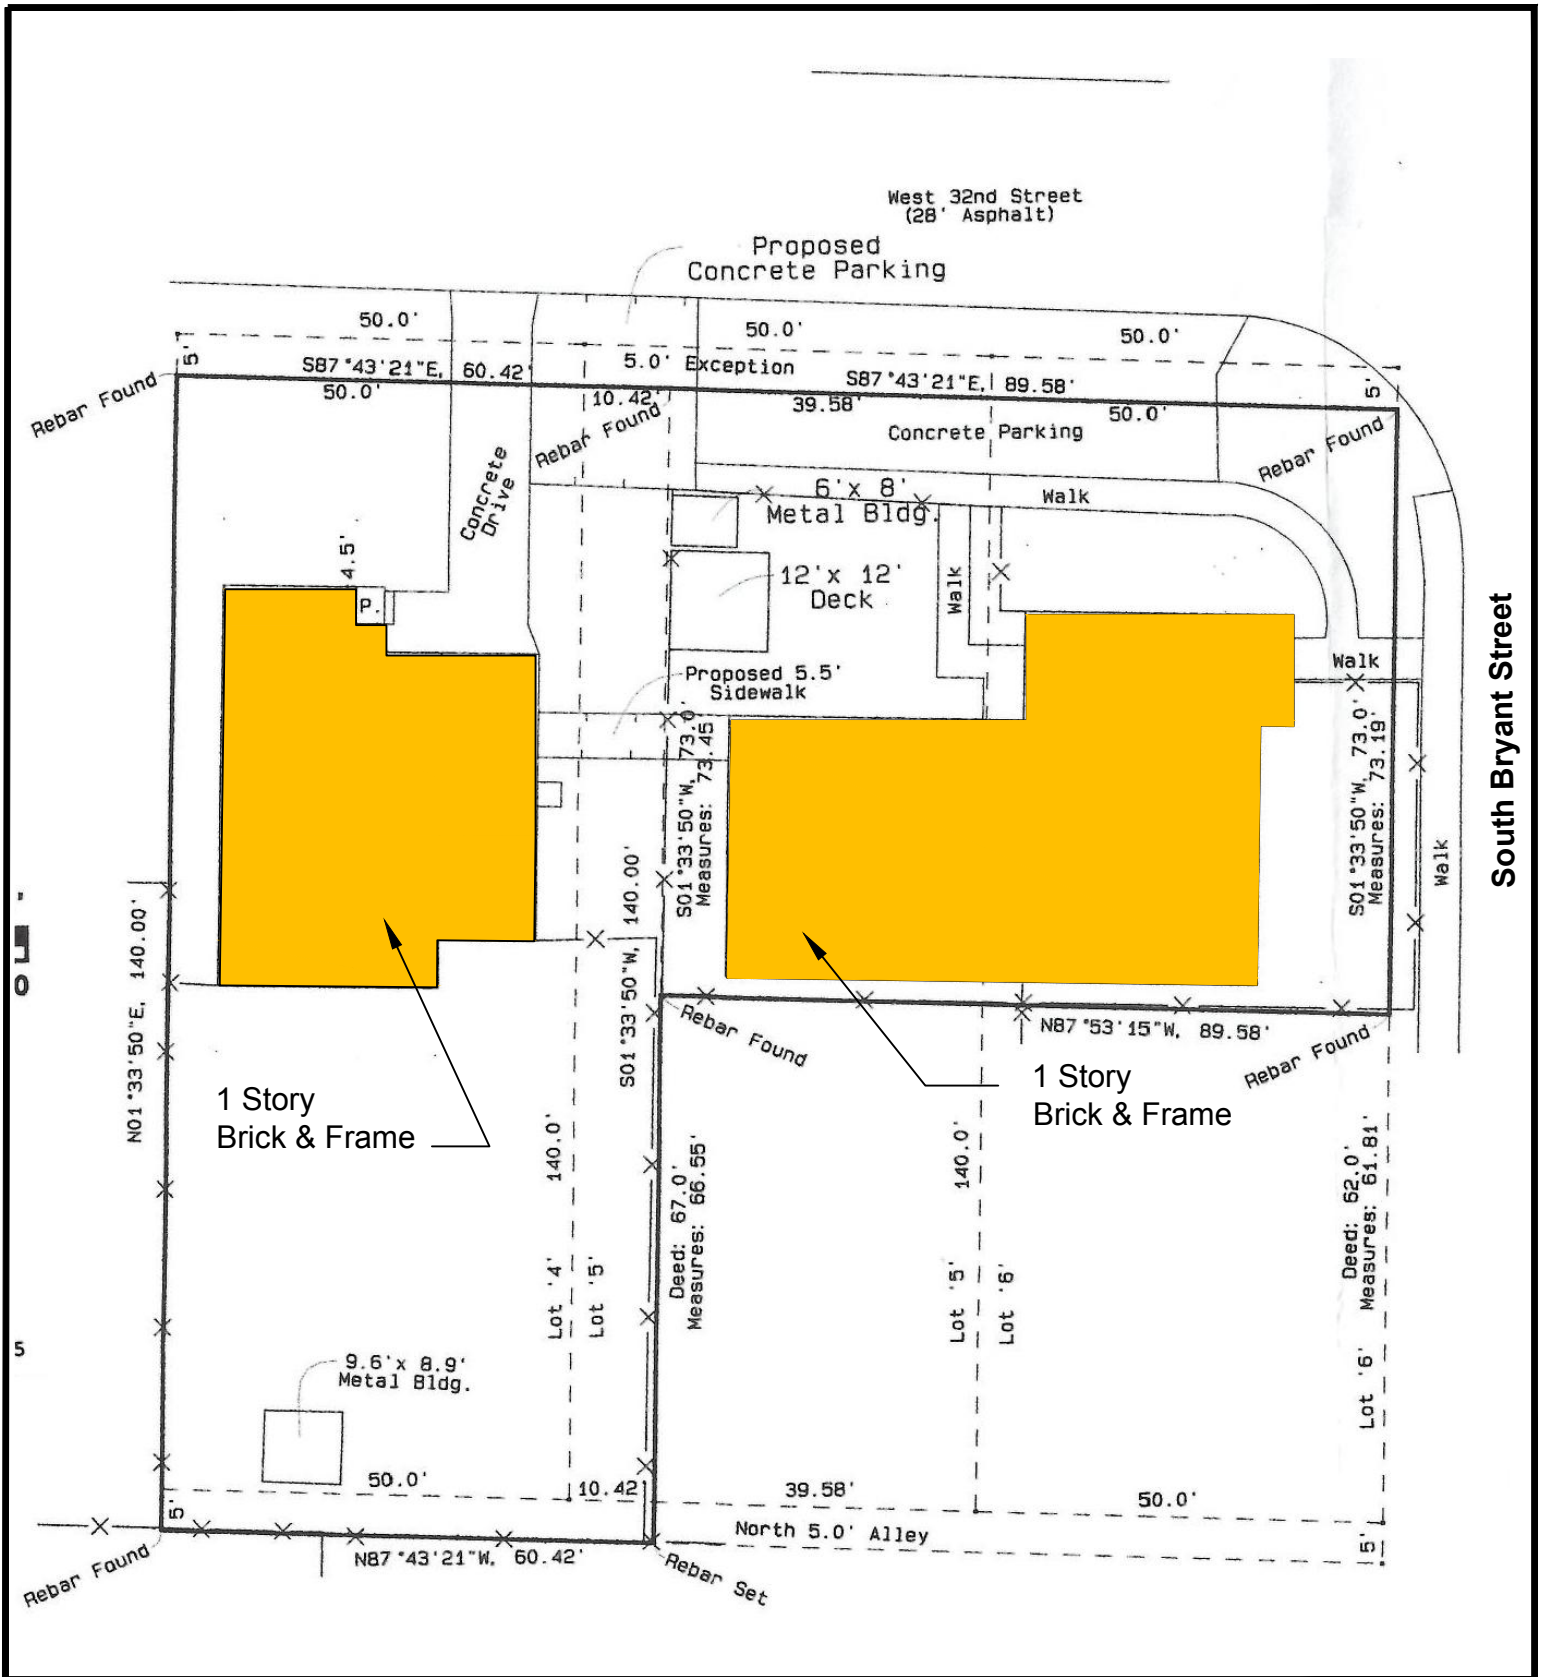 West 32nd Street
(28' Asphalt)
Proposed
Concrete Parking
50.0'
50.0'
50.0'
5'
S87°43'21"E, 60.42'
5.0' Exception
S87°43'21"E, 89.58'
5'
Rebar Found
50.0'
10.42'
Rebar Found
39.58'
50.0'
Concrete Parking
Rebar Found
Concrete
Drive
6'x 8'
Metal Bldg.
Walk
4.5'
P.
12'x 12'
Deck
Walk
Proposed 5.5'
Sidewalk
Walk
South Bryant Street
S01°33'50"W, 73.0'
Measures: 73.45'
S01°33'50"W, 73.0'
Measures: 73.19'
Walk
N01°33'50"E, 140.00'
S01°33'50"W, 140.00'
Rebar Found
N87°53'15"W, 89.58'
Rebar Found
1 Story
Brick & Frame
1 Story
Brick & Frame
140.0'
Deed: 67.0'
Measures: 66.55'
140.0'
Deed: 62.0'
Measures: 61.81'
Lot '4'
Lot '5'
Lot '5'
Lot '6'
Lot '6'
5
9.6'x 8.9'
Metal Bldg.
50.0'
10.42'
39.58'
50.0'
5'
North 5.0' Alley
5'
N87°43'21"W, 60.42'
Rebar Found
Rebar Set